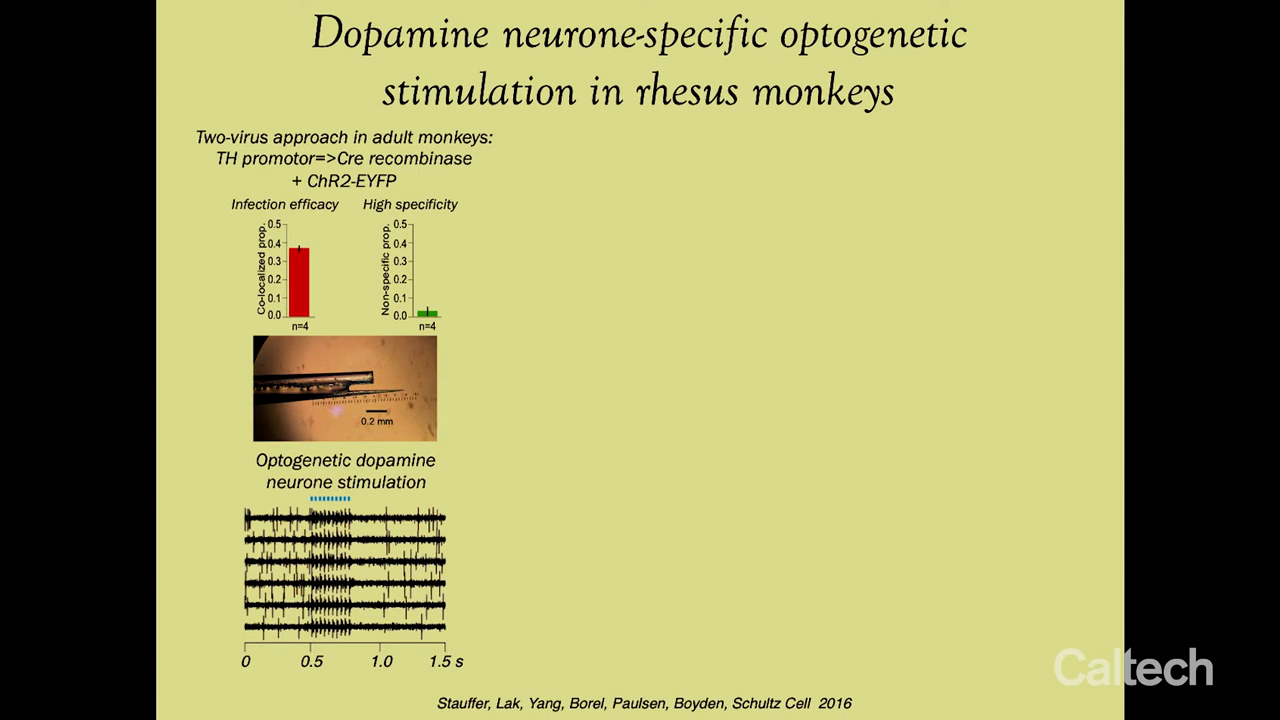 Dopamine neurone-specific optogenetic
stimulation in rhesus monkeys
Two-virus approach in adult monkeys:
TH promotor=>Cre recombinase
+ ChR2-EYFP
Infection efficacy
High specificity
Co-localized prop.
0.5
0.4
0.3
0.2
0.1
0.0
n=4
Non-specific prop.
0.5
0.4
0.3
0.2
0.1
0.0
n=4
0.2 mm
Optogenetic dopamine
neurone stimulation
0 0.5 1.0 1.5 s
Caltech
Stauffer, Lak, Yang, Borel, Paulsen, Boyden, Schultz Cell 2016